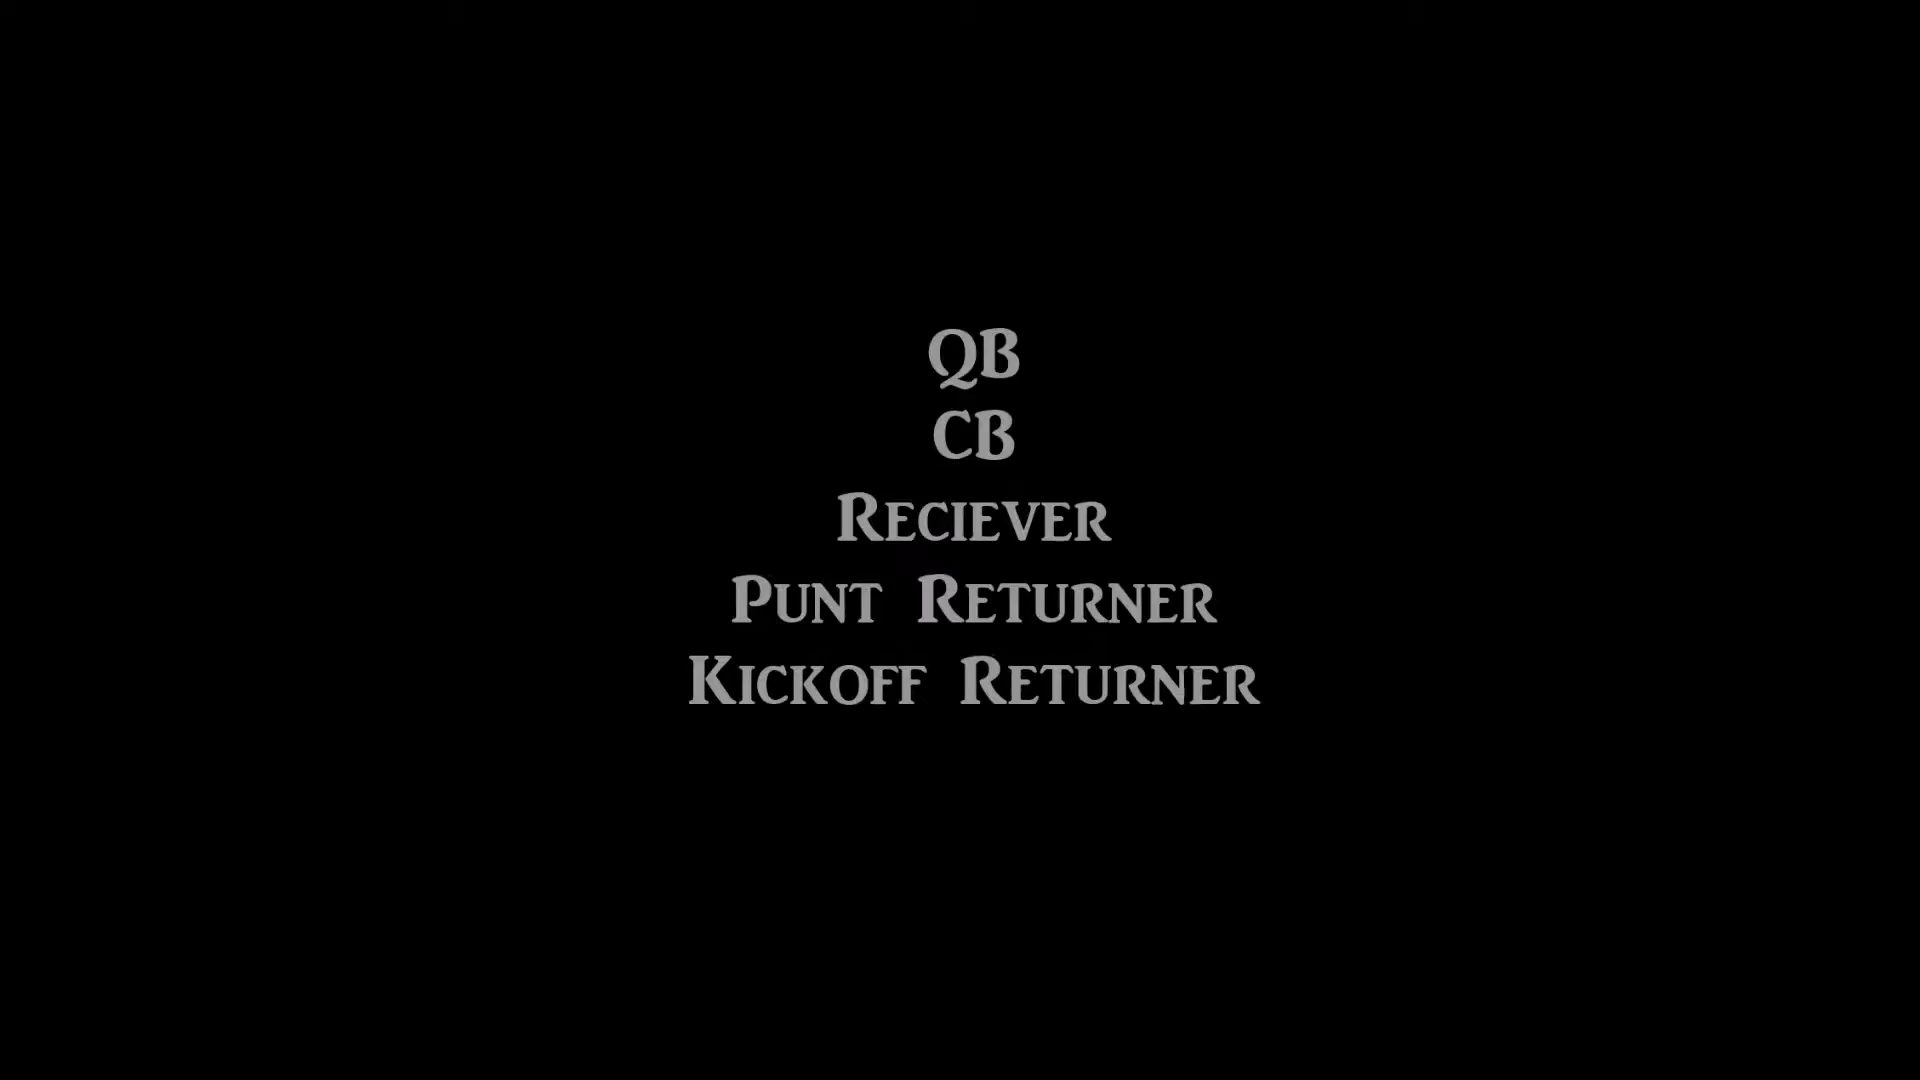 QB
CB
Reciever
Punt Returner
Kickoff Returner